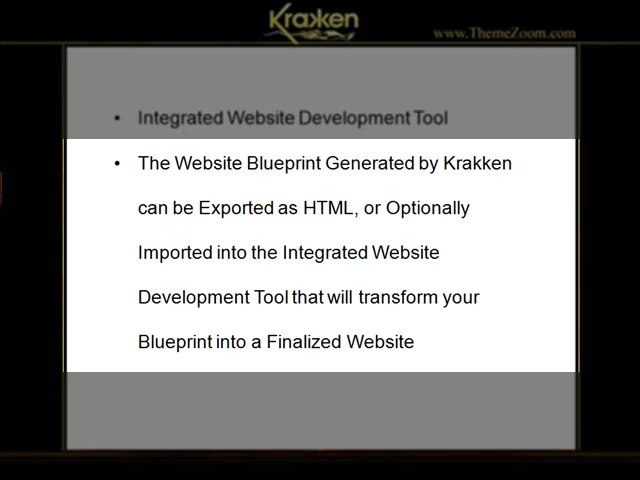 Krakken
www.ThemeZoom.com
• Integrated Website Development Tool
• The Website Blueprint Generated by Krakken
can be Exported as HTML, or Optionally
Imported into the Integrated Website
Development Tool that will transform your
Blueprint into a Finalized Website